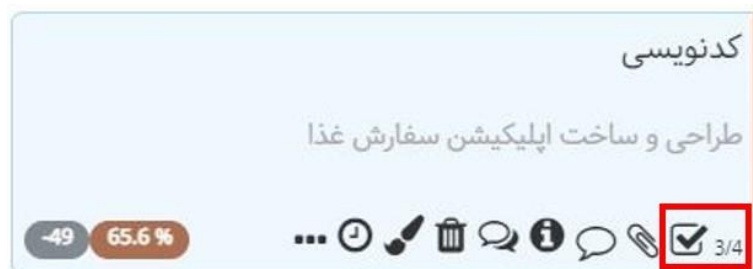 کدنویسی
طراحی و ساخت اپلیکیشن سفارش غذا
3/4 65.6 % -49